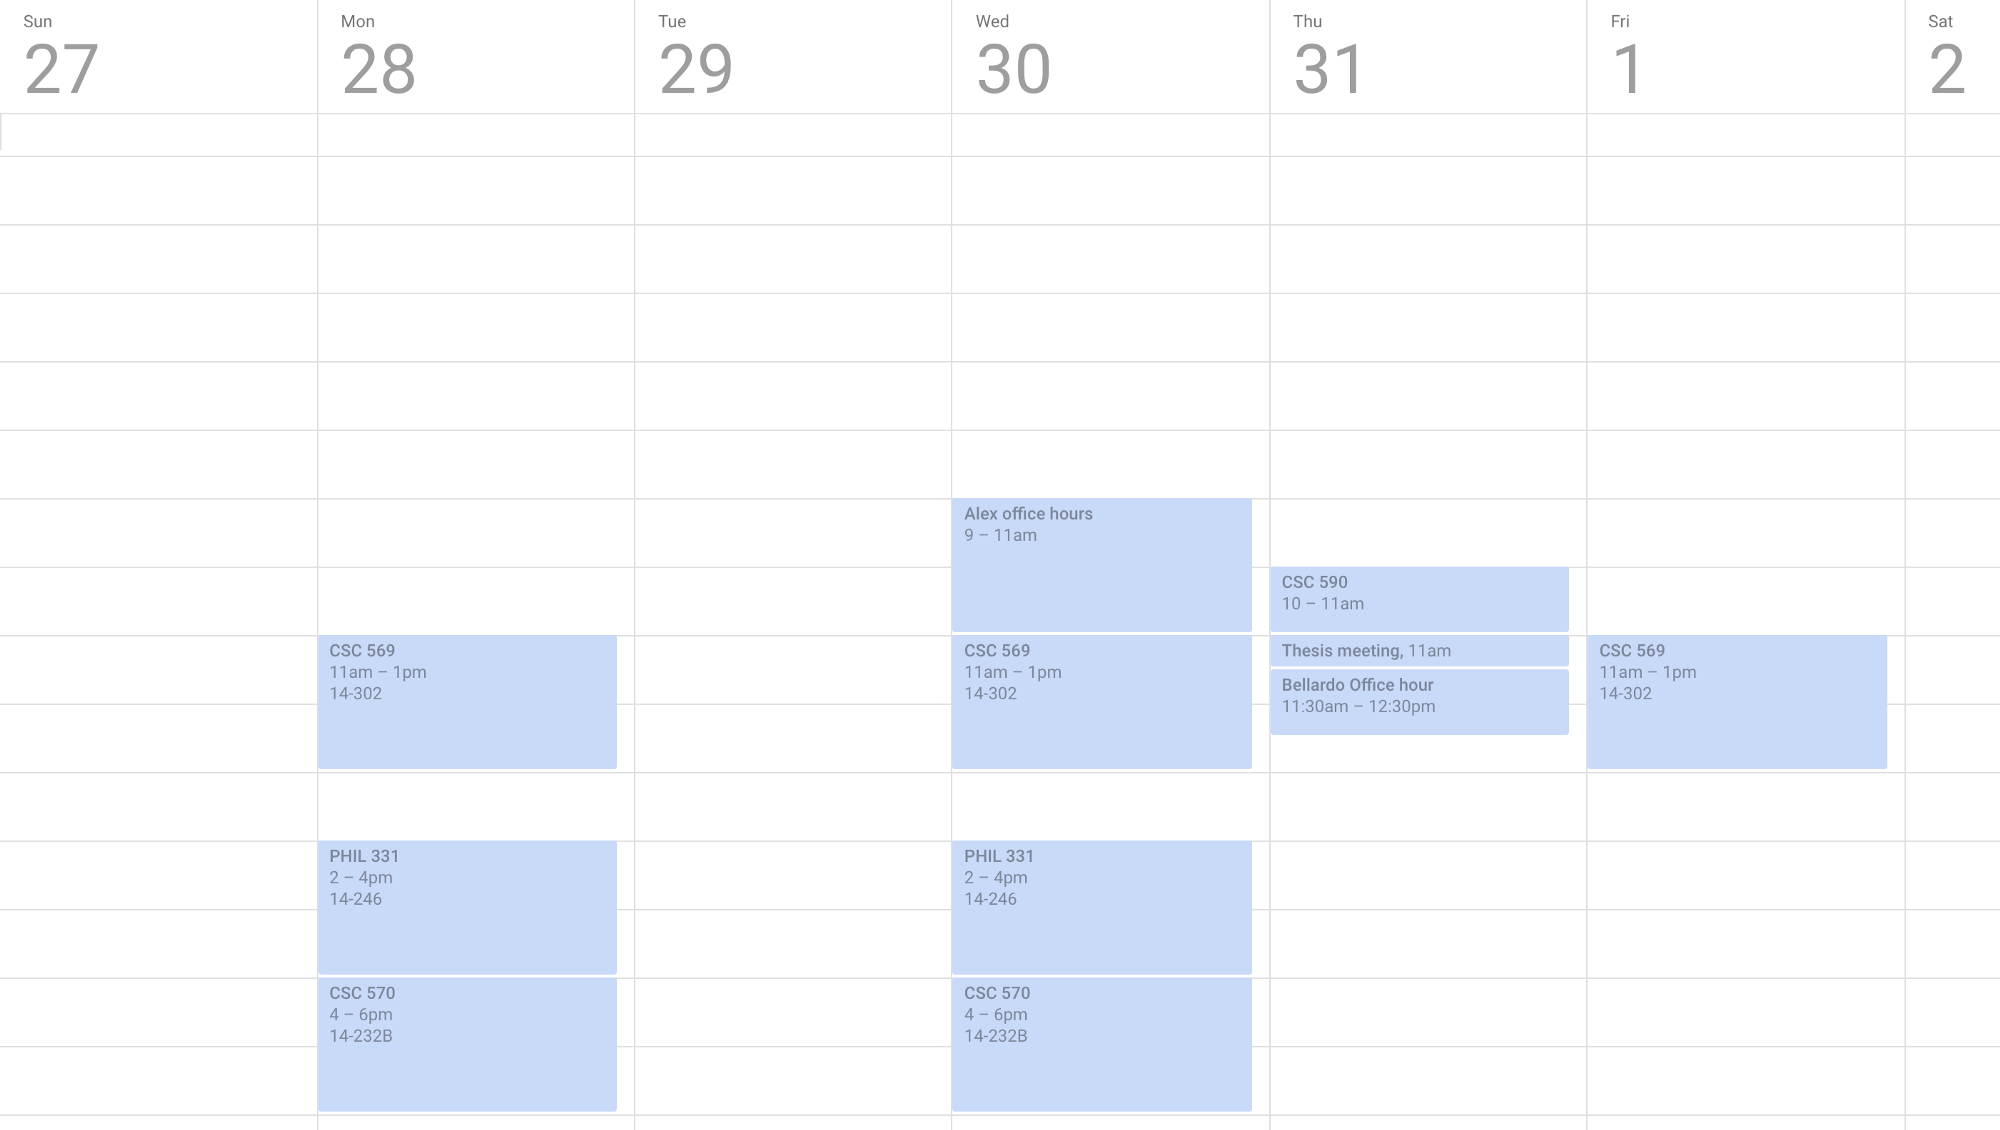 Sun
27
Mon
28
Tue
29
Wed
30
Thu
31
Fri
1
Sat
2
CSC 569
11am – 1pm
14-302
PHIL 331
2 – 4pm
14-246
CSC 570
4 – 6pm
14-232B
Alex office hours
9 – 11am
CSC 569
11am – 1pm
14-302
PHIL 331
2 – 4pm
14-246
CSC 570
4 – 6pm
14-232B
CSC 590
10 – 11am
Thesis meeting, 11am
Bellardo Office hour
11:30am – 12:30pm
CSC 569
11am – 1pm
14-302